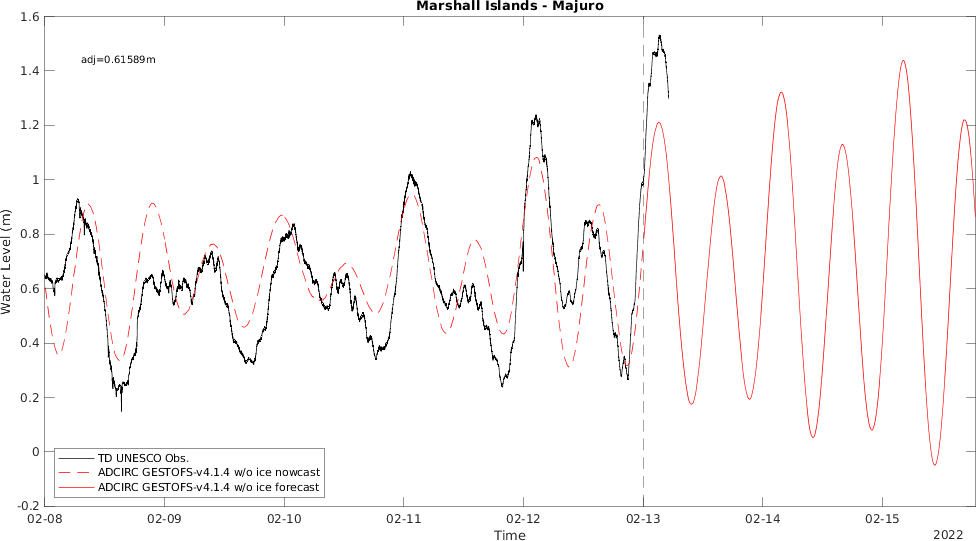 Marshall Islands - Majuro
1.6
1.4
1.2
1
0.8
0.6
0.4
0.2
0
-0.2
Water Level (m)
adj=0.61589m
TD UNESCO Obs.
ADCIRC GESTOFS-v4.1.4 w/o ice nowcast
ADCIRC GESTOFS-v4.1.4 w/o ice forecast
02-08 02-09 02-10 02-11 02-12 02-13 02-14 02-15
Time
2022